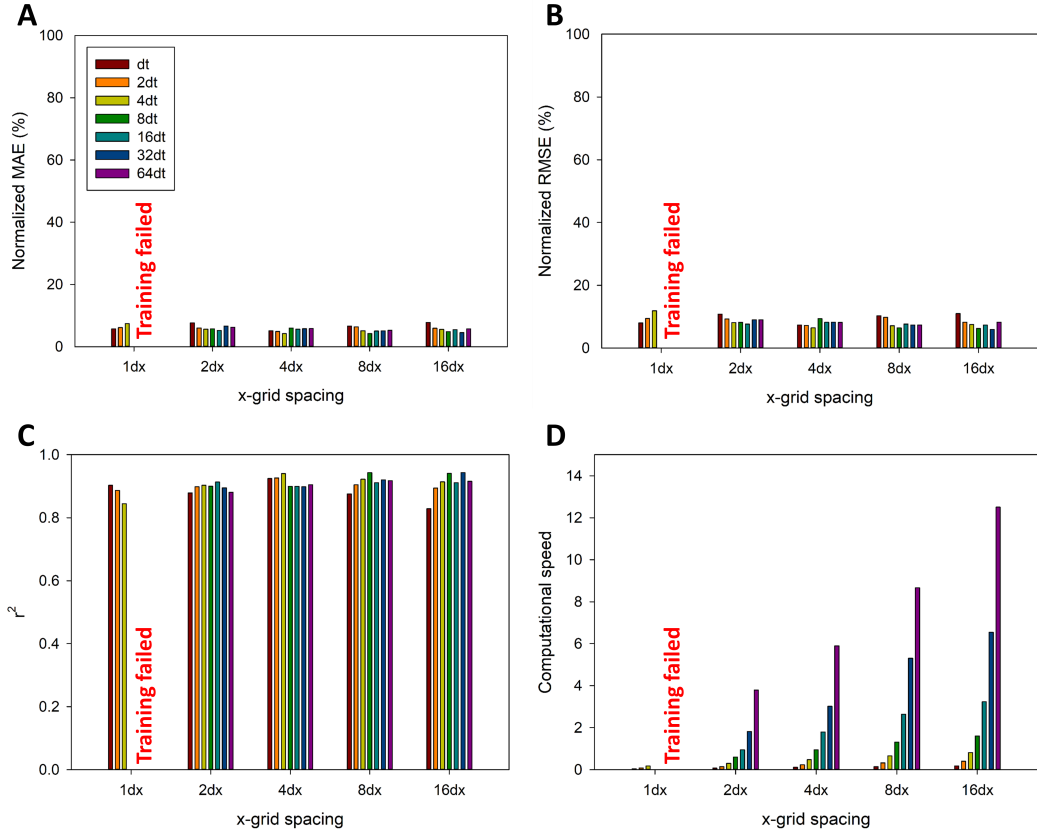 A
Normalized MAE (%)
100
80
60
40
20
0
dt
2dt
4dt
8dt
16dt
32dt
64dt
Training failed
1dx
2dx
4dx
8dx
16dx
x-grid spacing
B
Normalized RMSE (%)
100
80
60
40
20
0
Training failed
1dx
2dx
4dx
8dx
16dx
x-grid spacing
C
r²
1.0
0.8
0.6
0.4
0.2
0.0
Training failed
1dx
2dx
4dx
8dx
16dx
x-grid spacing
D
Computational speed
14
12
10
8
6
4
2
0
Training failed
1dx
2dx
4dx
8dx
16dx
x-grid spacing